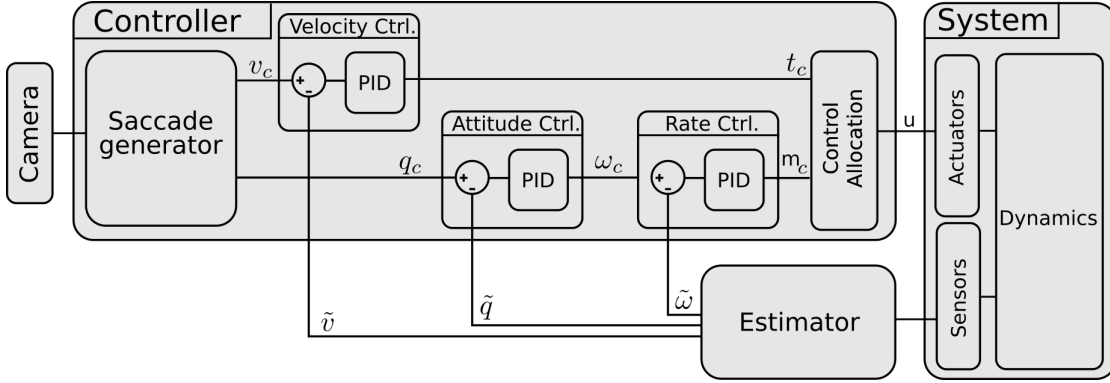 Controller
Velocity Ctrl.
System
Camera
Saccade
generator
v_c
+
-
PID
t_c
Attitude Ctrl.
Rate Ctrl.
q_c
+
-
PID
ω_c
+
-
PID
m_c
Control
Allocation
u
Actuators
Dynamics
Sensors
ṽ
q̃
ω̃
Estimator